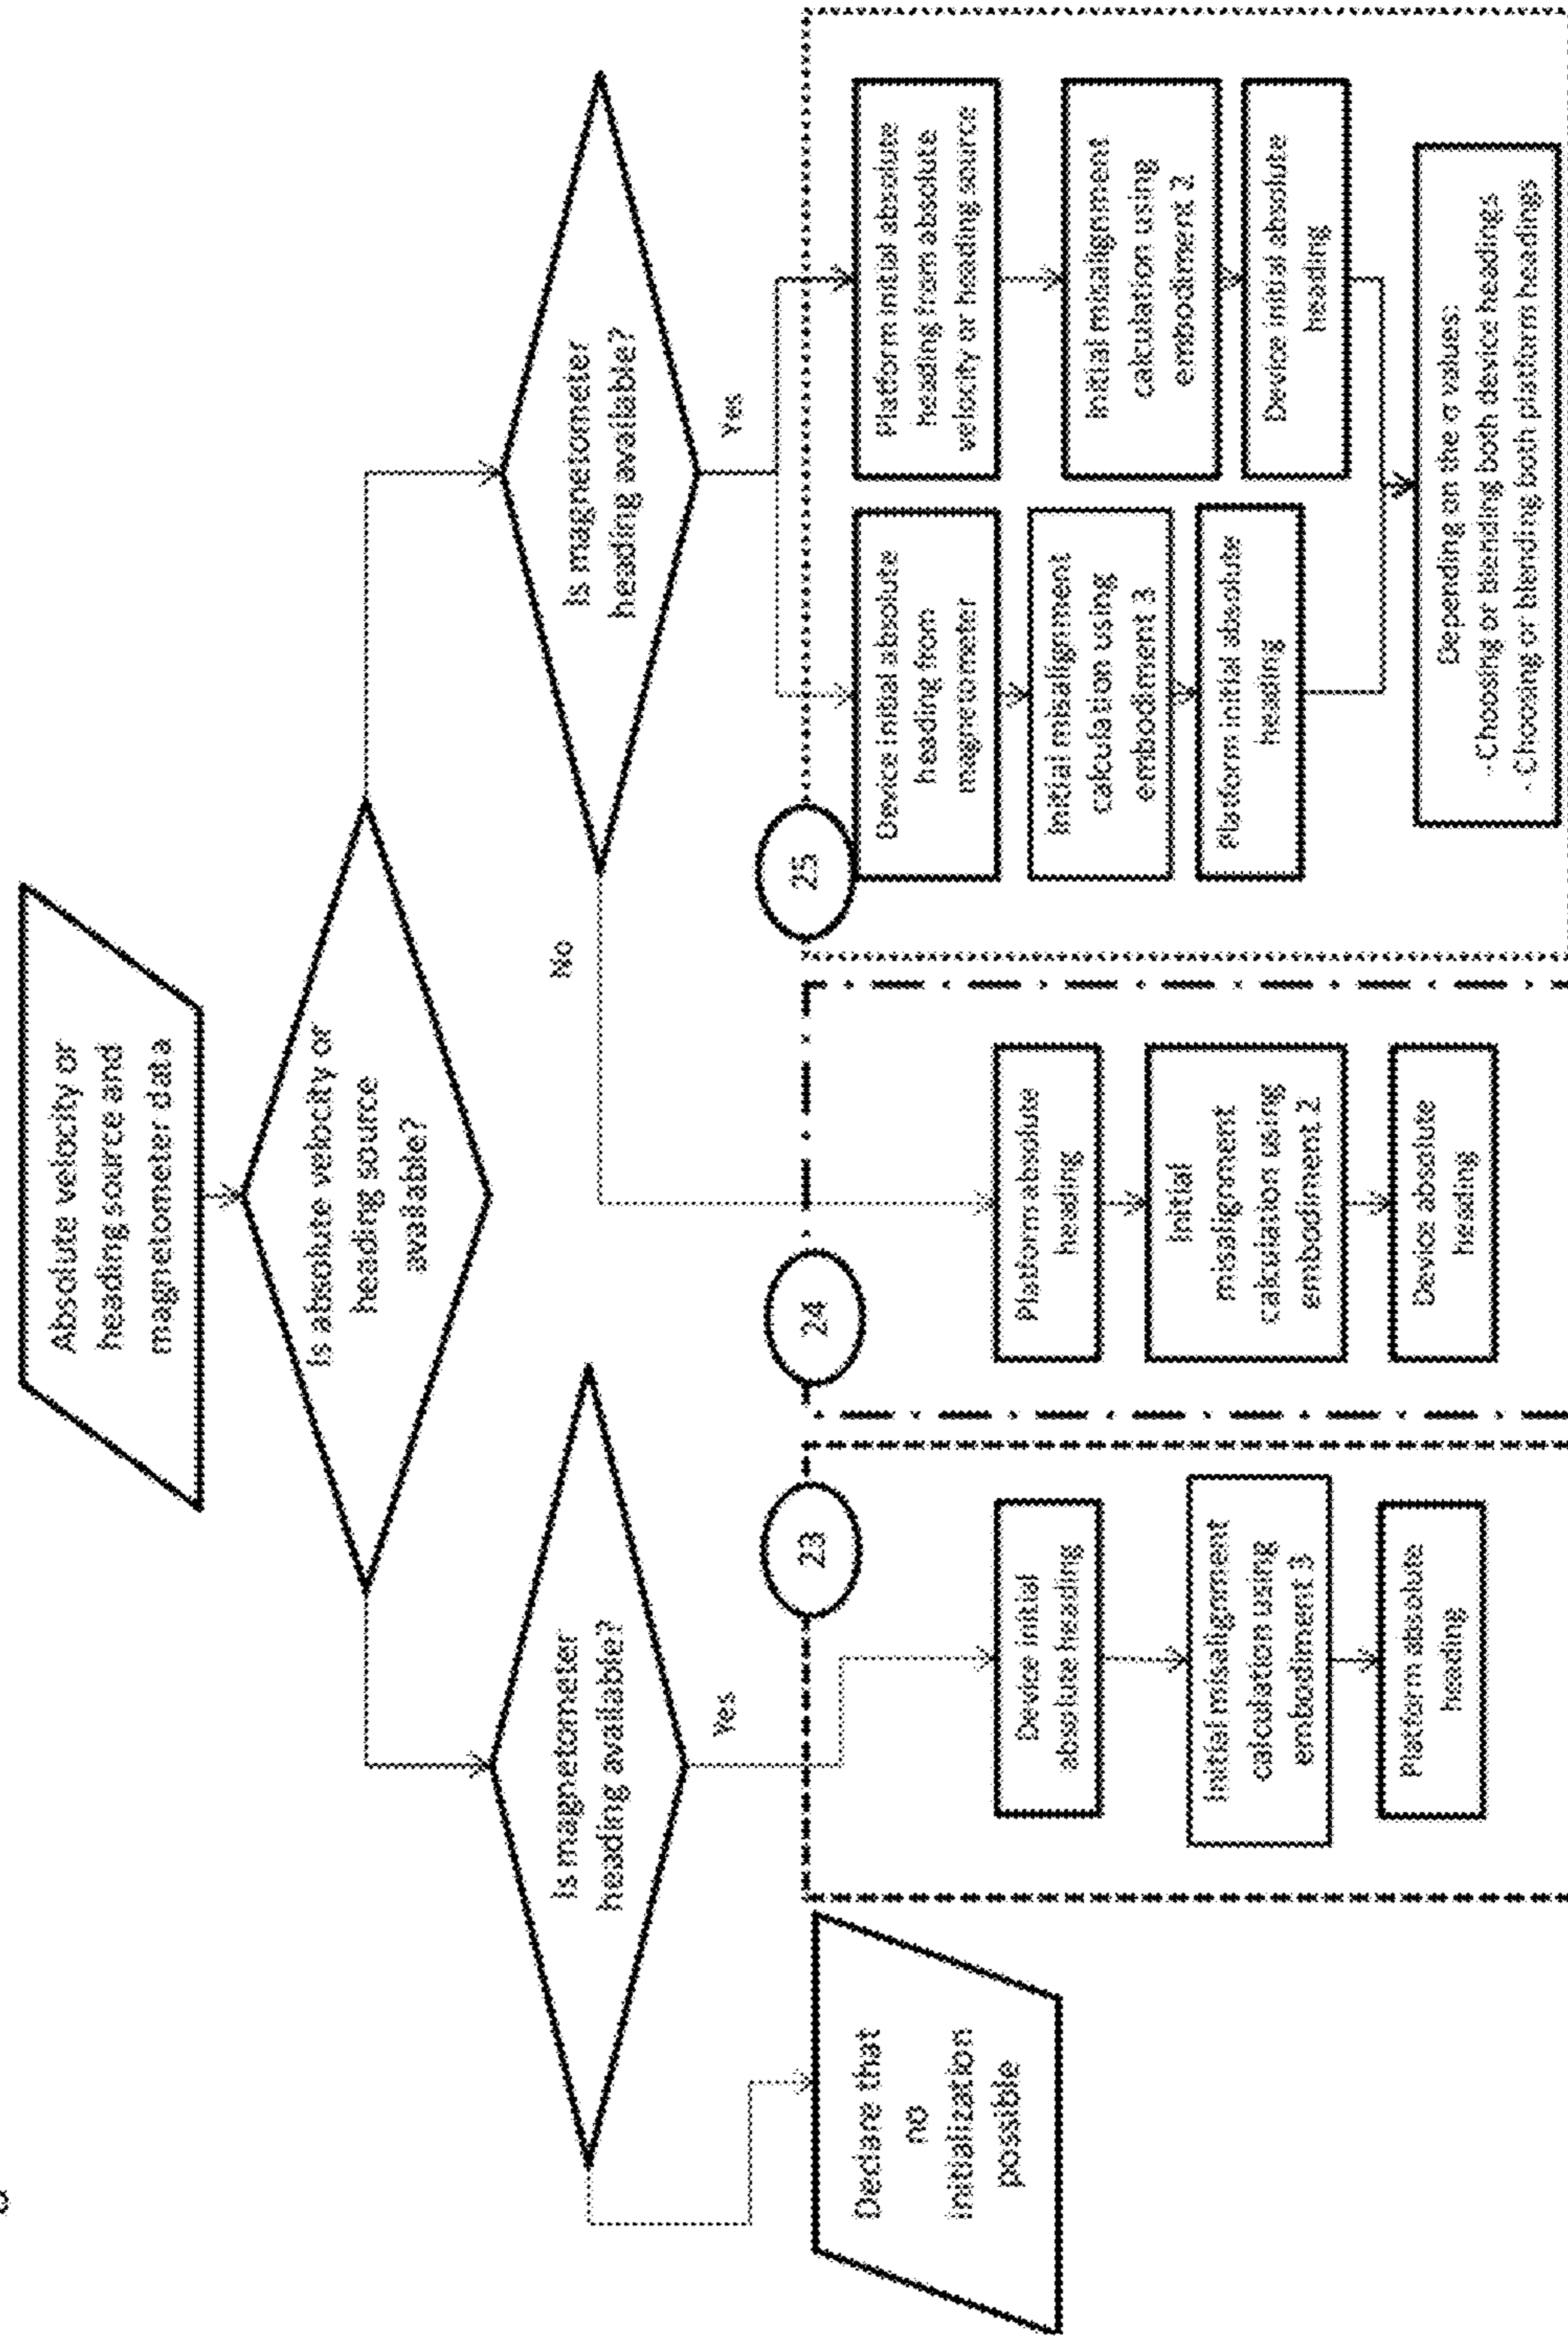 Absolute velocity or
heading source and
magnetometer data
Is absolute velocity or
heading source
available?
Is magnetometer
heading available?
Yes
Is magnetometer
heading available?
No
Yes
Declare that
no
initialization
possible
23
Device initial
absolute heading
Initial misalignment
calculation using
embodiment 3
Platform absolute
heading
24
Platform absolute
heading
Initial
misalignment
calculation using
embodiment 2
Device absolute
heading
25
Device initial absolute
heading from
magnetometer
Initial misalignment
calculation using
embodiment 3
Platform initial absolute
heading
Platform initial absolute
heading from absolute
velocity or heading source
Initial misalignment
calculation using
embodiment 2
Device initial absolute
heading
Depending on the σ values:
- Choosing or blending both device headings
- Choosing or blending both platform headings